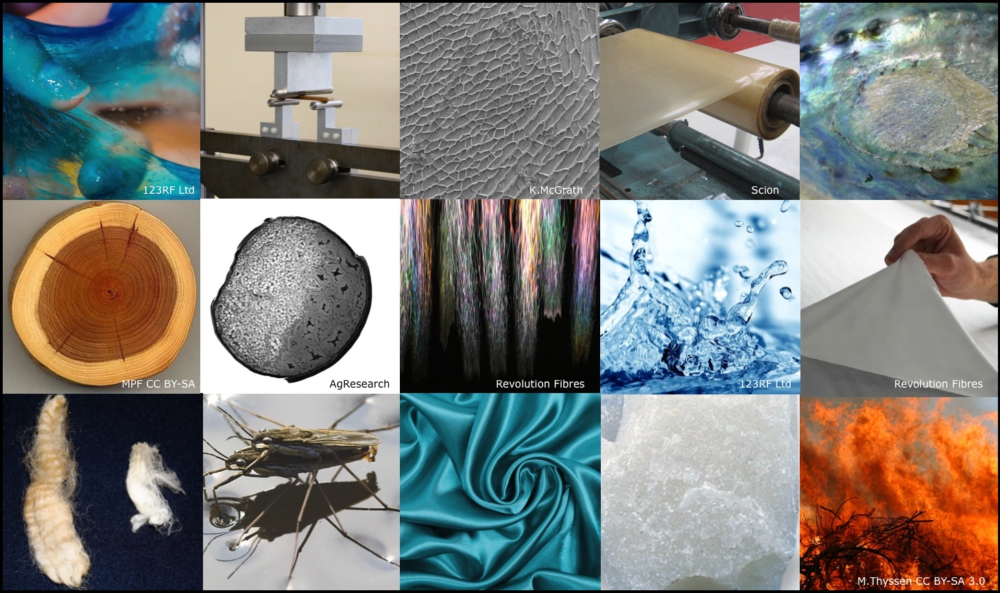 123RF Ltd
K.McGrath
Scion
MPF CC BY-SA
AgResearch
Revolution Fibres
123RF Ltd
Revolution Fibres
M.Thyssen CC BY-SA 3.0